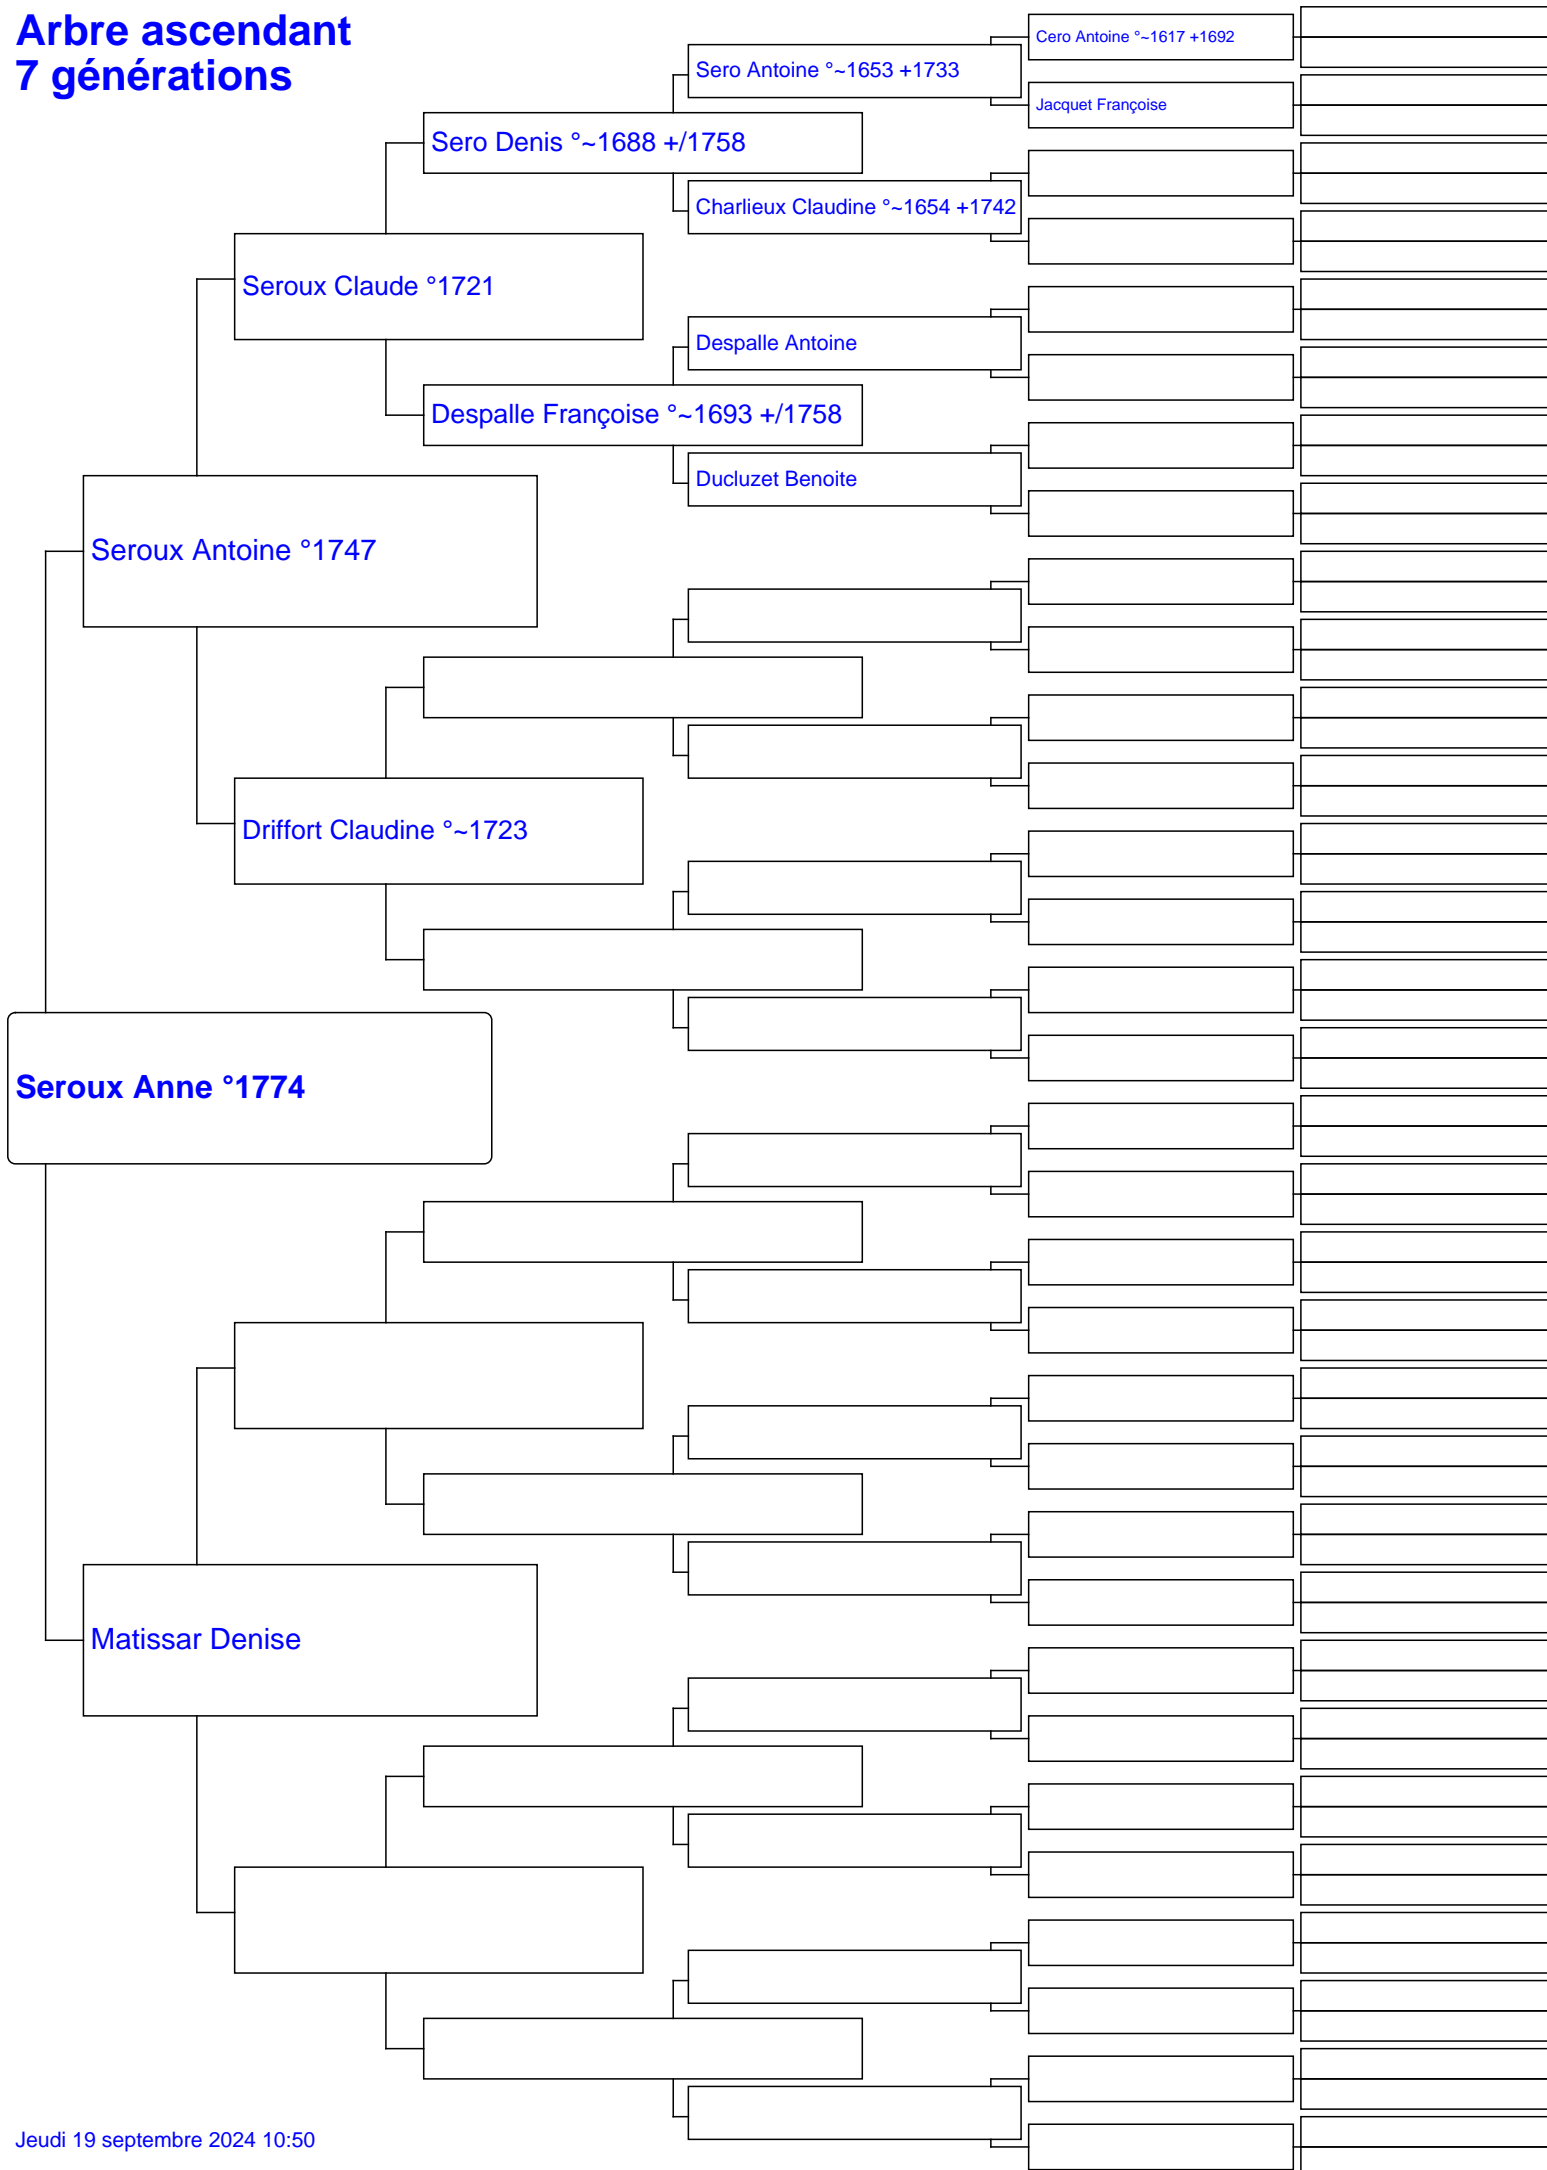 Arbre ascendant
7 générations
Cero Antoine °~1617 +1692
Sero Antoine °~1653 +1733
Jacquet Françoise
Sero Denis °~1688 +/1758
Charlieux Claudine °~1654 +1742
Seroux Claude °1721
Despalle Antoine
Despalle Françoise °~1693 +/1758
Ducluzet Benoite
Seroux Antoine °1747
Driffort Claudine °~1723
Seroux Anne °1774
Matissar Denise
Jeudi 19 septembre 2024 10:50